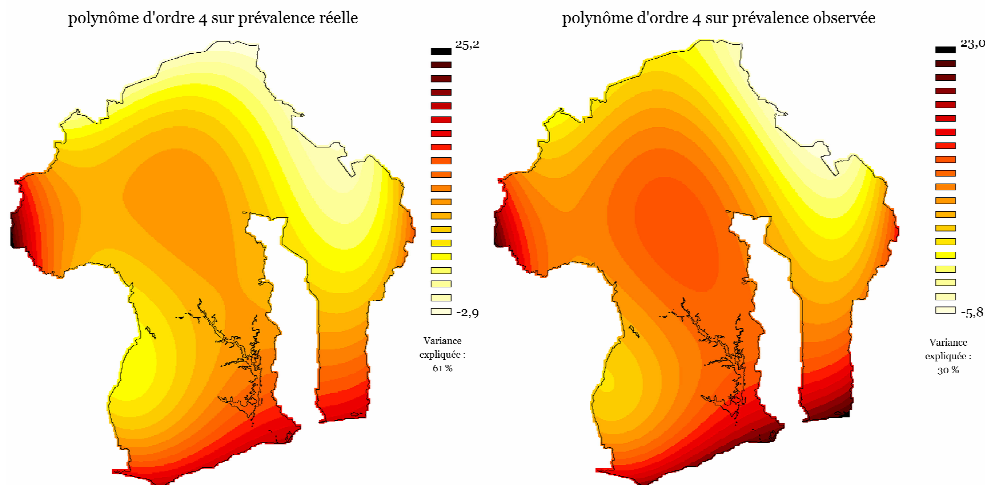 polynôme d'ordre 4 sur prévalence réelle
25,2
-2,9
Variance
expliquée :
61 %
polynôme d'ordre 4 sur prévalence observée
23,0
-5,8
Variance
expliquée :
30 %